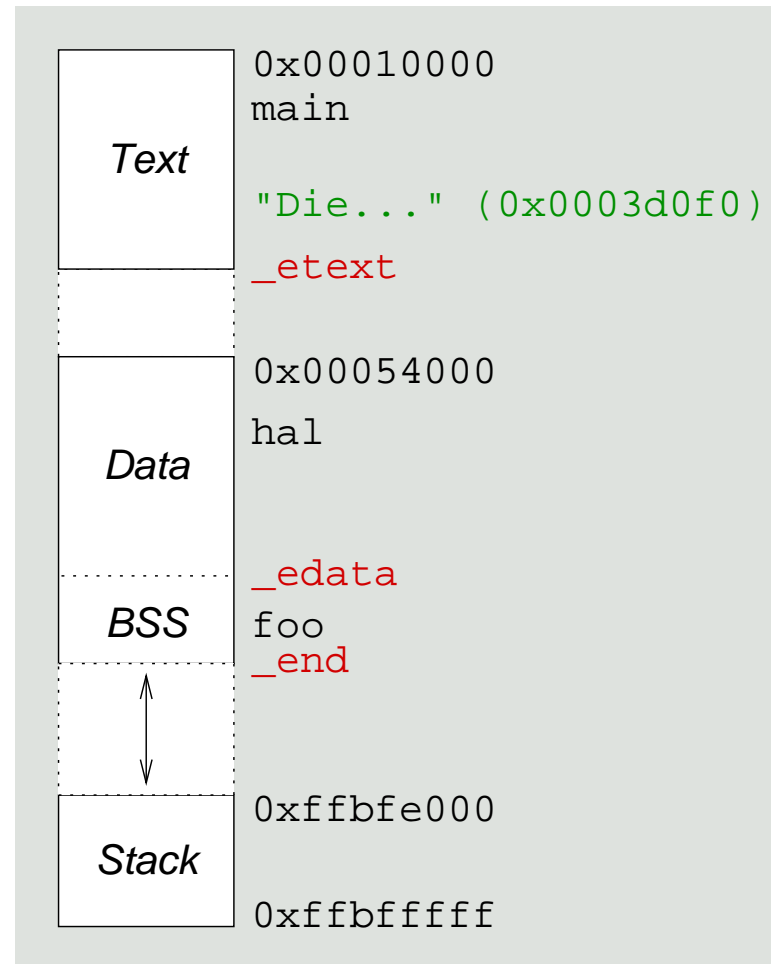 0x00010000
main
Text
"Die..." (0x0003d0f0)
_etext
0x00054000
hal
Data
_edata
BSS foo
_end
0xffbfe000
Stack
0xffbfffff